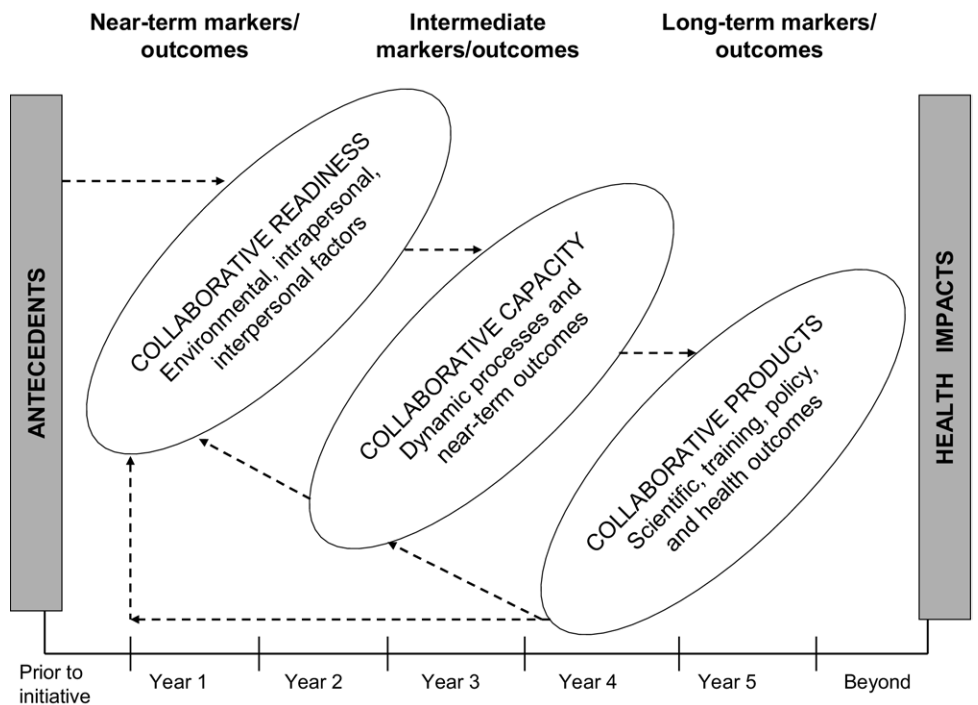 Near-term markers/
outcomes
Intermediate
markers/outcomes
Long-term markers/
outcomes
ANTECEDENTS
COLLABORATIVE READINESS
Environmental, intrapersonal,
interpersonal factors
COLLABORATIVE CAPACITY
Dynamic processes and
near-term outcomes
COLLABORATIVE PRODUCTS
Scientific, training, policy,
and health outcomes
HEALTH IMPACTS
Prior to
initiative
Year 1
Year 2
Year 3
Year 4
Year 5
Beyond